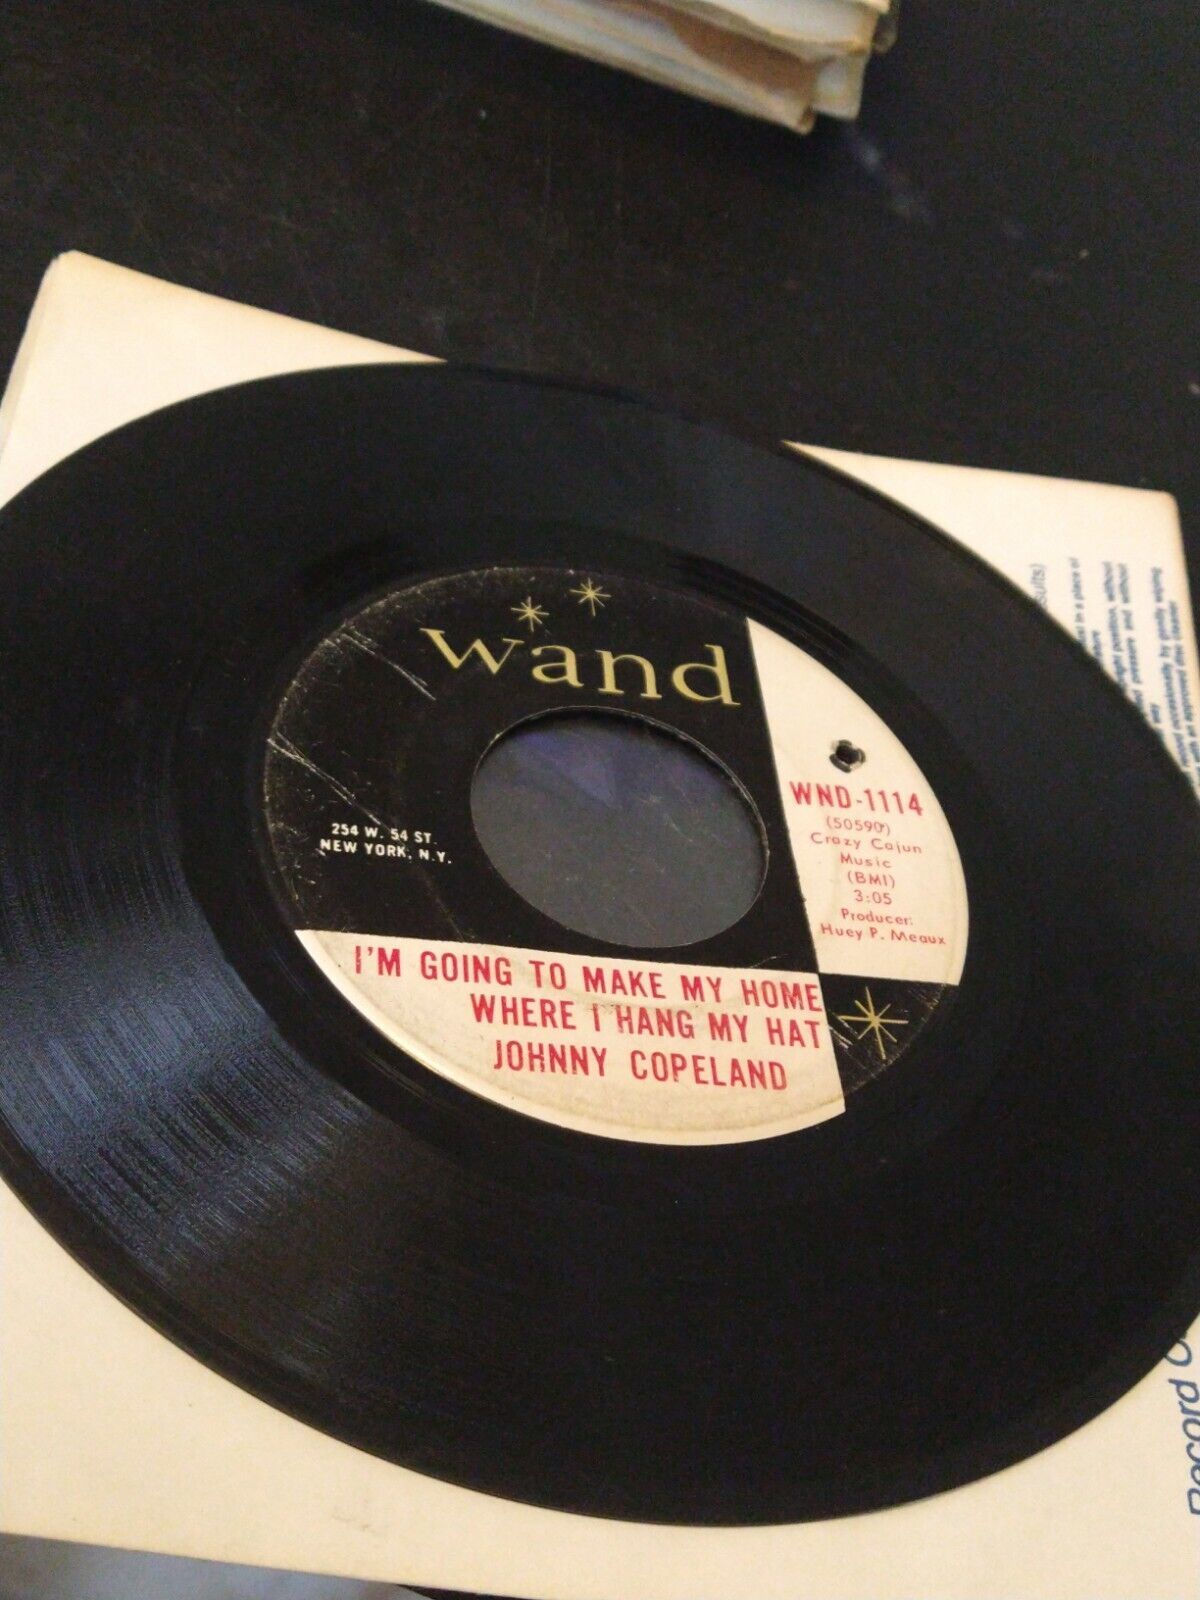 wand
WND-1114
(50590)
Crazy Cajun
Music
(BMI)
3:05
Producer:
Huey P. Meaux
254 W. 54 ST.
NEW YORK, N.Y.
I'M GOING TO MAKE MY HOME
WHERE I HANG MY HAT
JOHNNY COPELAND
Record